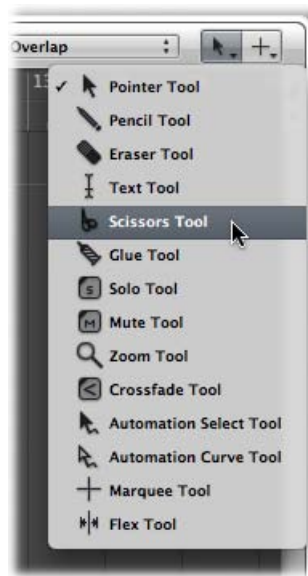 Overlap
13
Pointer Tool
Pencil Tool
Eraser Tool
Text Tool
Scissors Tool
Glue Tool
S Solo Tool
M Mute Tool
Zoom Tool
Crossfade Tool
Automation Select Tool
Automation Curve Tool
Marquee Tool
Flex Tool